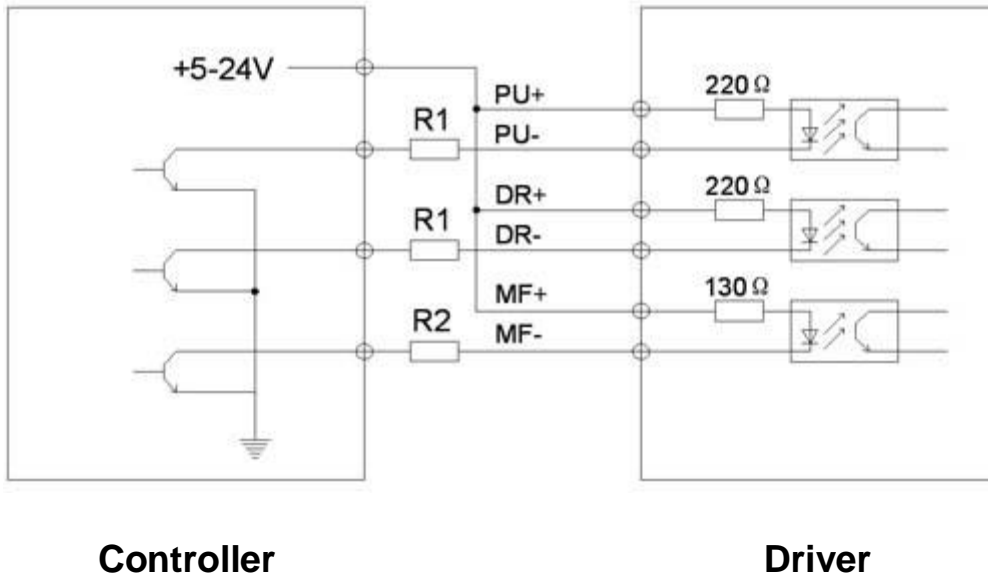 +5-24V
PU+
220Ω
R1
PU-
DR+
220Ω
R1
DR-
MF+
130Ω
R2
MF-
Controller
Driver